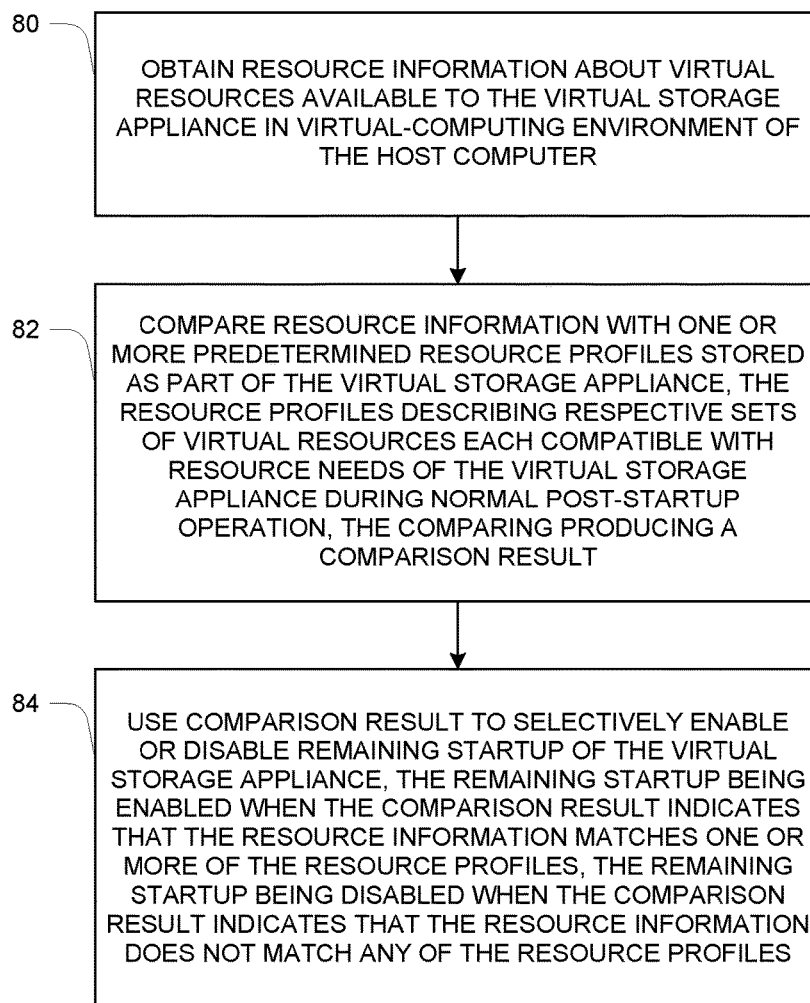 80
OBTAIN RESOURCE INFORMATION ABOUT VIRTUAL
RESOURCES AVAILABLE TO THE VIRTUAL STORAGE
APPLIANCE IN VIRTUAL-COMPUTING ENVIRONMENT OF
THE HOST COMPUTER
82
COMPARE RESOURCE INFORMATION WITH ONE OR
MORE PREDETERMINED RESOURCE PROFILES STORED
AS PART OF THE VIRTUAL STORAGE APPLIANCE, THE
RESOURCE PROFILES DESCRIBING RESPECTIVE SETS
OF VIRTUAL RESOURCES EACH COMPATIBLE WITH
RESOURCE NEEDS OF THE VIRTUAL STORAGE
APPLIANCE DURING NORMAL POST-STARTUP
OPERATION, THE COMPARING PRODUCING A
COMPARISON RESULT
84
USE COMPARISON RESULT TO SELECTIVELY ENABLE
OR DISABLE REMAINING STARTUP OF THE VIRTUAL
STORAGE APPLIANCE, THE REMAINING STARTUP BEING
ENABLED WHEN THE COMPARISON RESULT INDICATES
THAT THE RESOURCE INFORMATION MATCHES ONE OR
MORE OF THE RESOURCE PROFILES, THE REMAINING
STARTUP BEING DISABLED WHEN THE COMPARISON
RESULT INDICATES THAT THE RESOURCE INFORMATION
DOES NOT MATCH ANY OF THE RESOURCE PROFILES